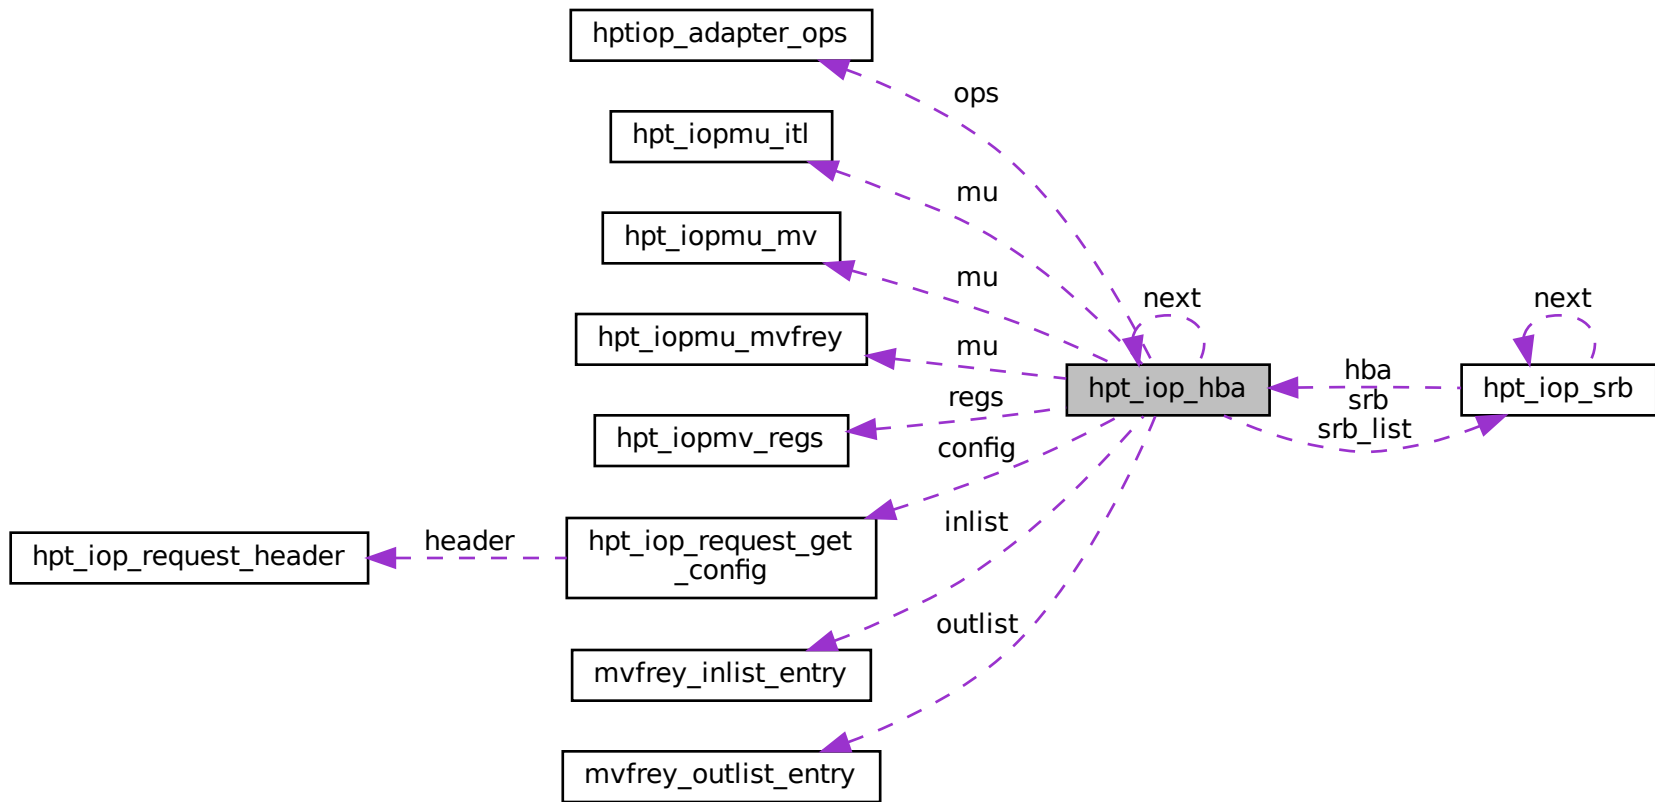 hptiop_adapter_ops
ops
hpt_iopmu_itl
mu
hpt_iopmu_mv
mu
hpt_iopmu_mvfrey
mu
next
next
hpt_iop_hba
hba
srb
srb_list
hpt_iop_srb
regs
hpt_iopmv_regs
config
hpt_iop_request_header
header
hpt_iop_request_get
_config
inlist
mvfrey_inlist_entry
outlist
mvfrey_outlist_entry